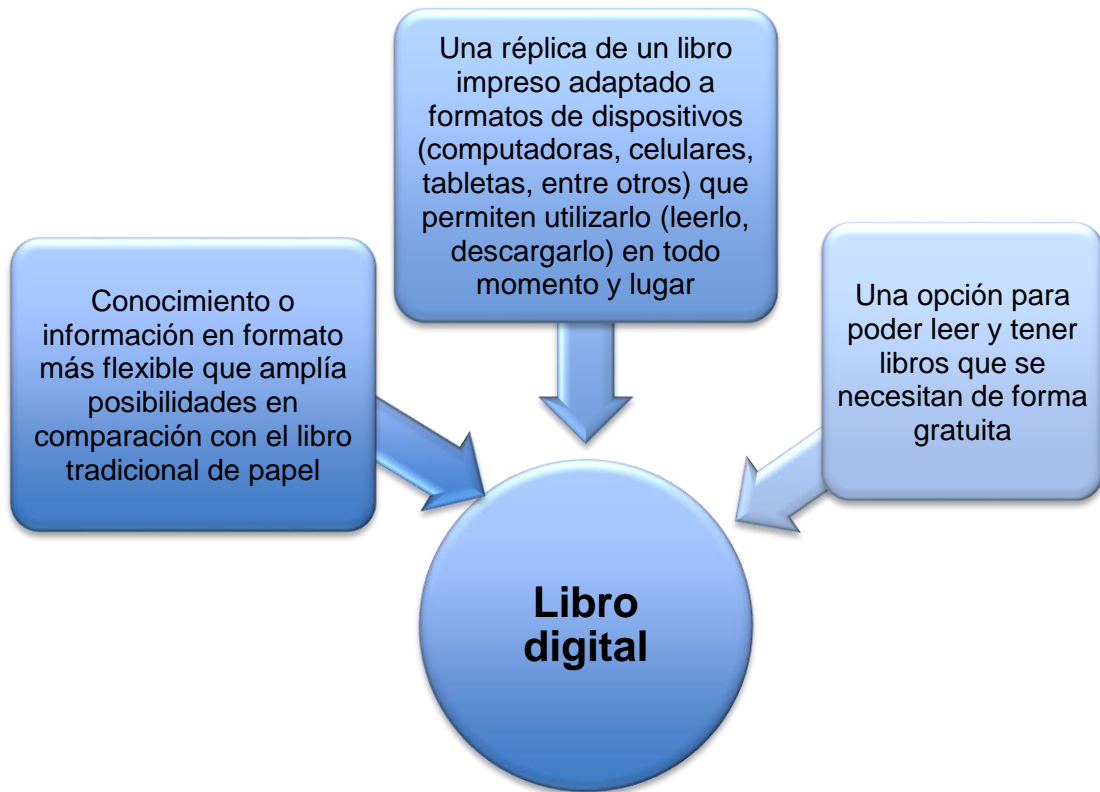 Una réplica de un libro
impreso adaptado a
formatos de dispositivos
(computadoras, celulares,
tabletas, entre otros) que
permiten utilizarlo (leerlo,
descargarlo) en todo
momento y lugar
Conocimiento o
información en formato
más flexible que amplía
posibilidades en
comparación con el libro
tradicional de papel
Una opción para
poder leer y tener
libros que se
necesitan de forma
gratuita
Libro
digital